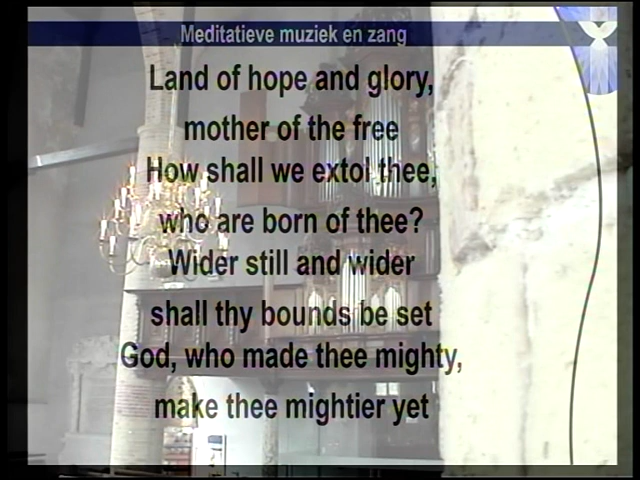 Meditatieve muziek en zang
Land of hope and glory,
mother of the free
How shall we extol thee,
who are born of thee?
Wider still and wider
shall thy bounds be set
God, who made thee mighty,
make thee mightier yet